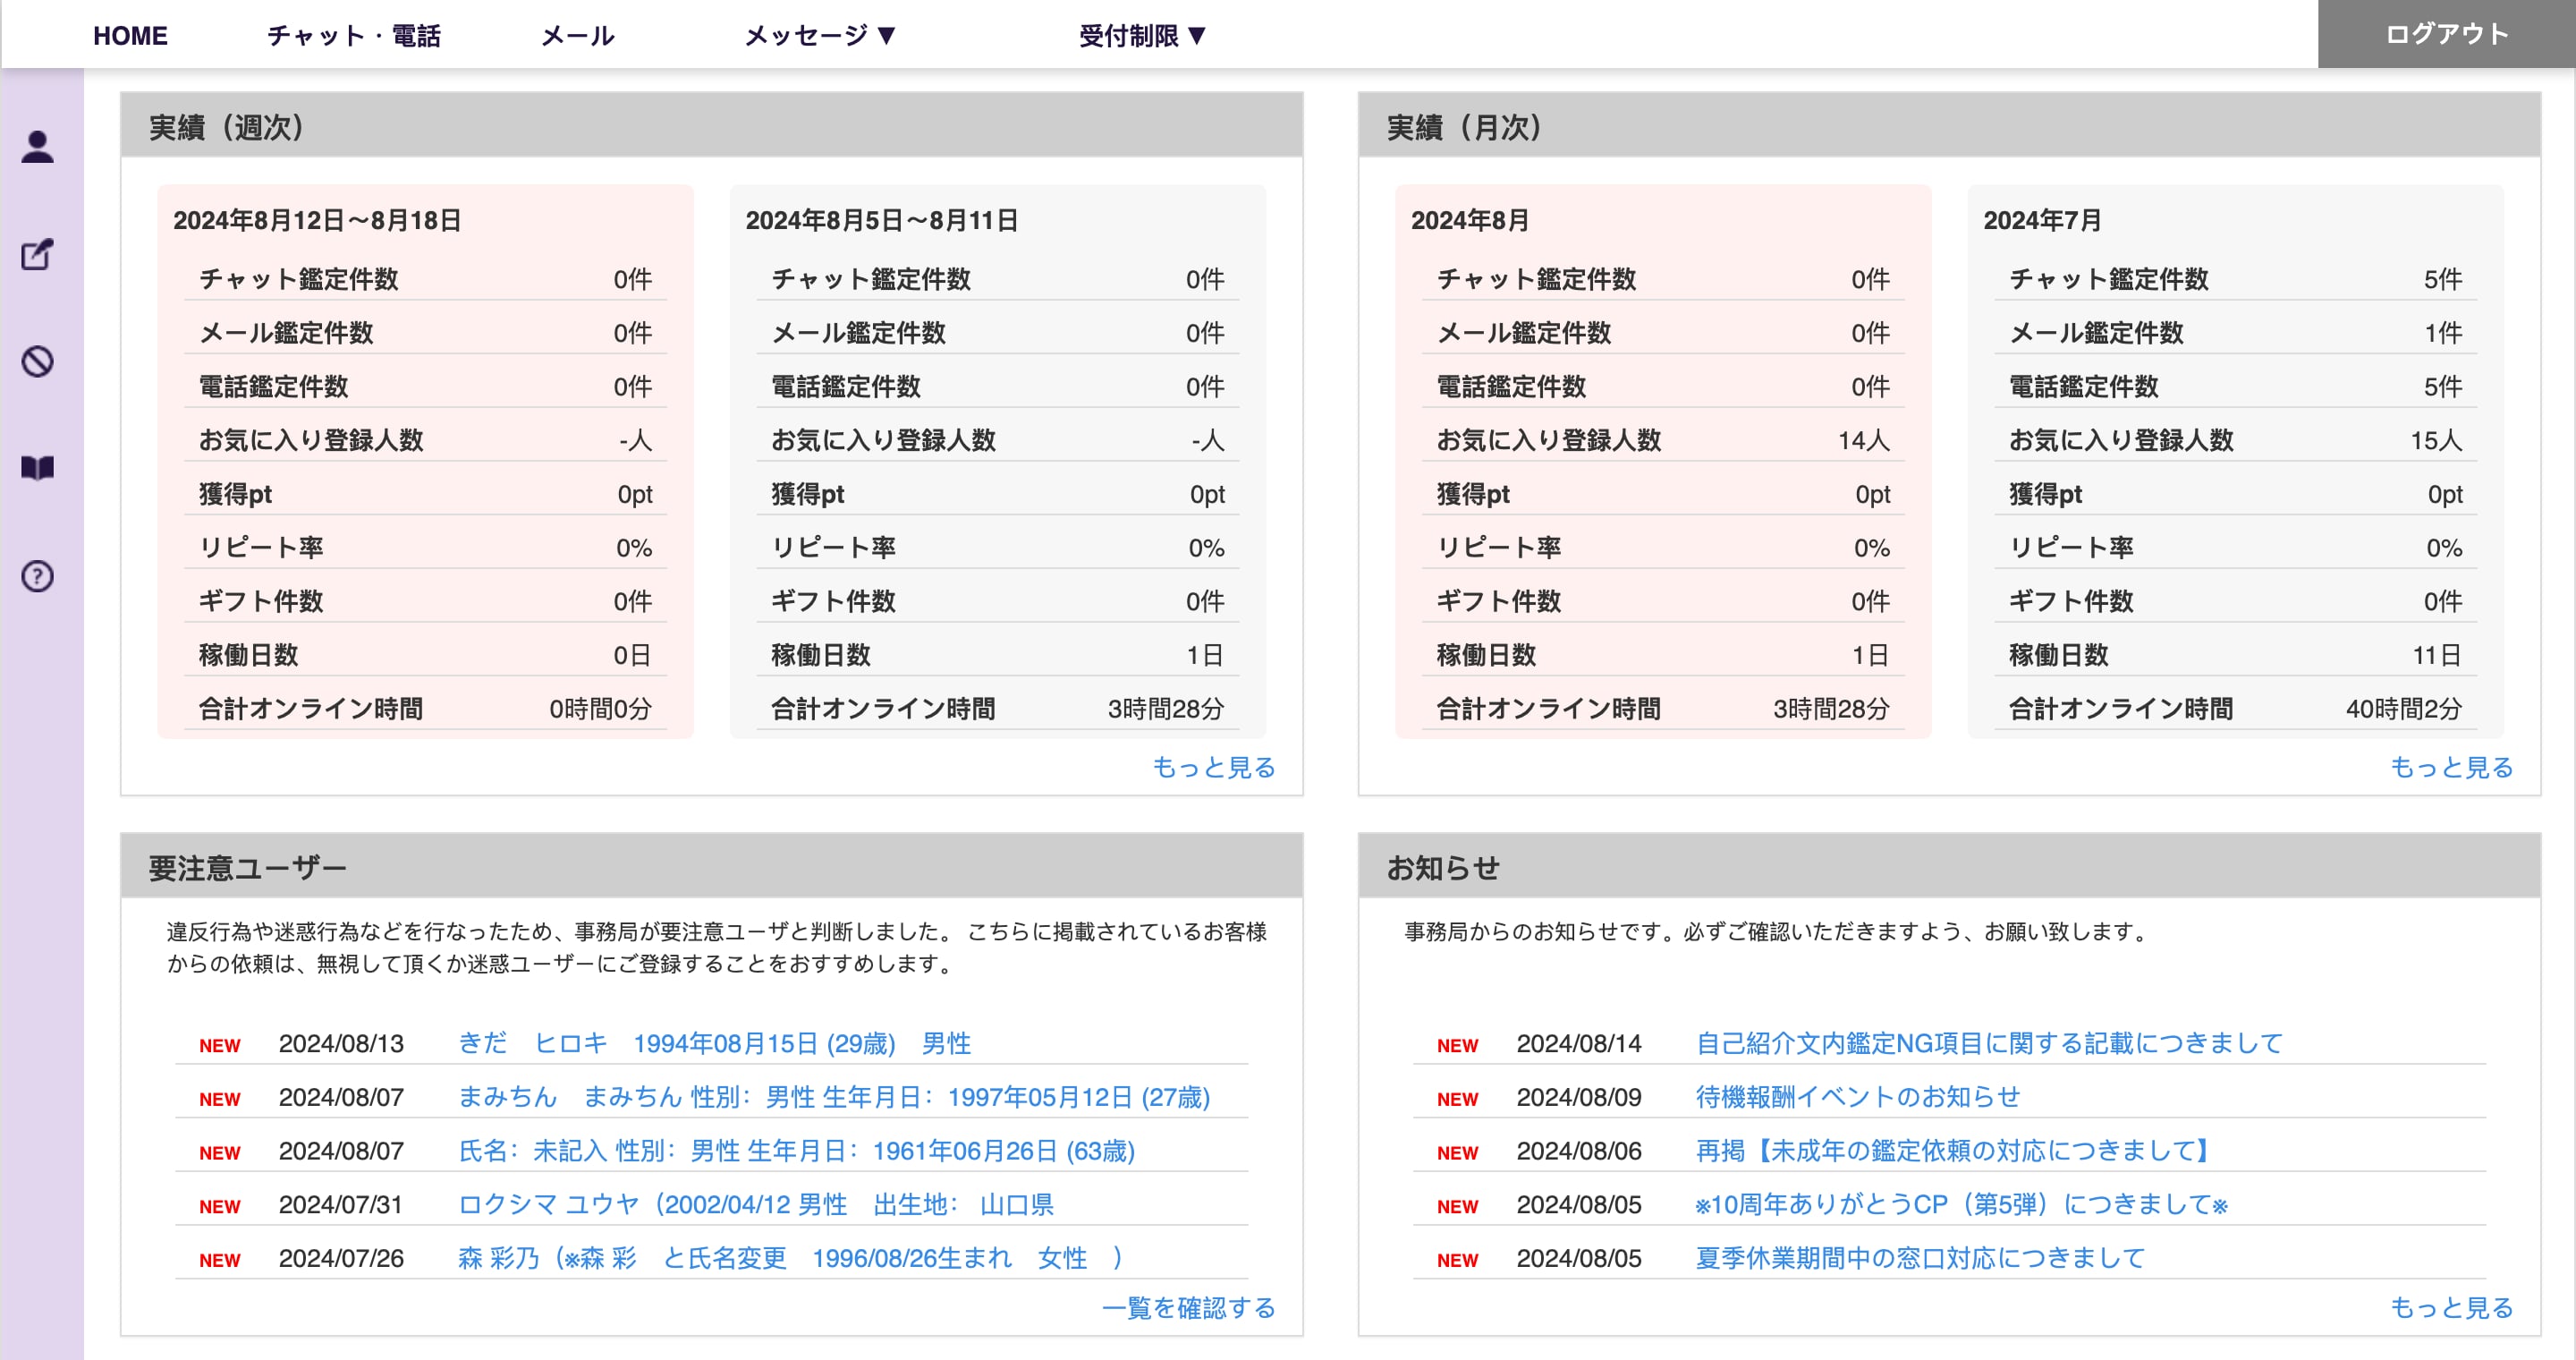 HOME チャット・電話 メール メッセージ ▼ 受付制限 ▼ ログアウト
実績（週次）
2024年8月12日～8月18日
チャット鑑定件数 0件
メール鑑定件数 0件
電話鑑定件数 0件
お気に入り登録人数 -人
獲得pt 0pt
リピート率 0%
ギフト件数 0件
稼働日数 0日
合計オンライン時間 0時間0分
2024年8月5日～8月11日
チャット鑑定件数 0件
メール鑑定件数 0件
電話鑑定件数 0件
お気に入り登録人数 -人
獲得pt 0pt
リピート率 0%
ギフト件数 0件
稼働日数 1日
合計オンライン時間 3時間28分
もっと見る
実績（月次）
2024年8月
チャット鑑定件数 0件
メール鑑定件数 0件
電話鑑定件数 0件
お気に入り登録人数 14人
獲得pt 0pt
リピート率 0%
ギフト件数 0件
稼働日数 1日
合計オンライン時間 3時間28分
2024年7月
チャット鑑定件数 5件
メール鑑定件数 1件
電話鑑定件数 5件
お気に入り登録人数 15人
獲得pt 0pt
リピート率 0%
ギフト件数 0件
稼働日数 11日
合計オンライン時間 40時間2分
もっと見る
要注意ユーザー
違反行為や迷惑行為などを行なったため、事務局が要注意ユーザと判断しました。 こちらに掲載されているお客様
からの依頼は、無視して頂くか迷惑ユーザーにご登録することをおすすめします。
NEW 2024/08/13 きだ　ヒロキ　1994年08月15日 (29歳)　男性
NEW 2024/08/07 まみちん　まみちん 性別：男性 生年月日：1997年05月12日 (27歳)
NEW 2024/08/07 氏名：未記入 性別：男性 生年月日：1961年06月26日 (63歳)
NEW 2024/07/31 ロクシマ ユウヤ（2002/04/12 男性　出生地： 山口県
NEW 2024/07/26 森 彩乃（※森 彩　と氏名変更　1996/08/26生まれ　女性　）
一覧を確認する
お知らせ
事務局からのお知らせです。必ずご確認いただきますよう、お願い致します。
NEW 2024/08/14 自己紹介文内鑑定NG項目に関する記載につきまして
NEW 2024/08/09 待機報酬イベントのお知らせ
NEW 2024/08/06 再掲【未成年の鑑定依頼の対応につきまして】
NEW 2024/08/05 ※10周年ありがとうCP（第5弾）につきまして※
NEW 2024/08/05 夏季休業期間中の窓口対応につきまして
もっと見る